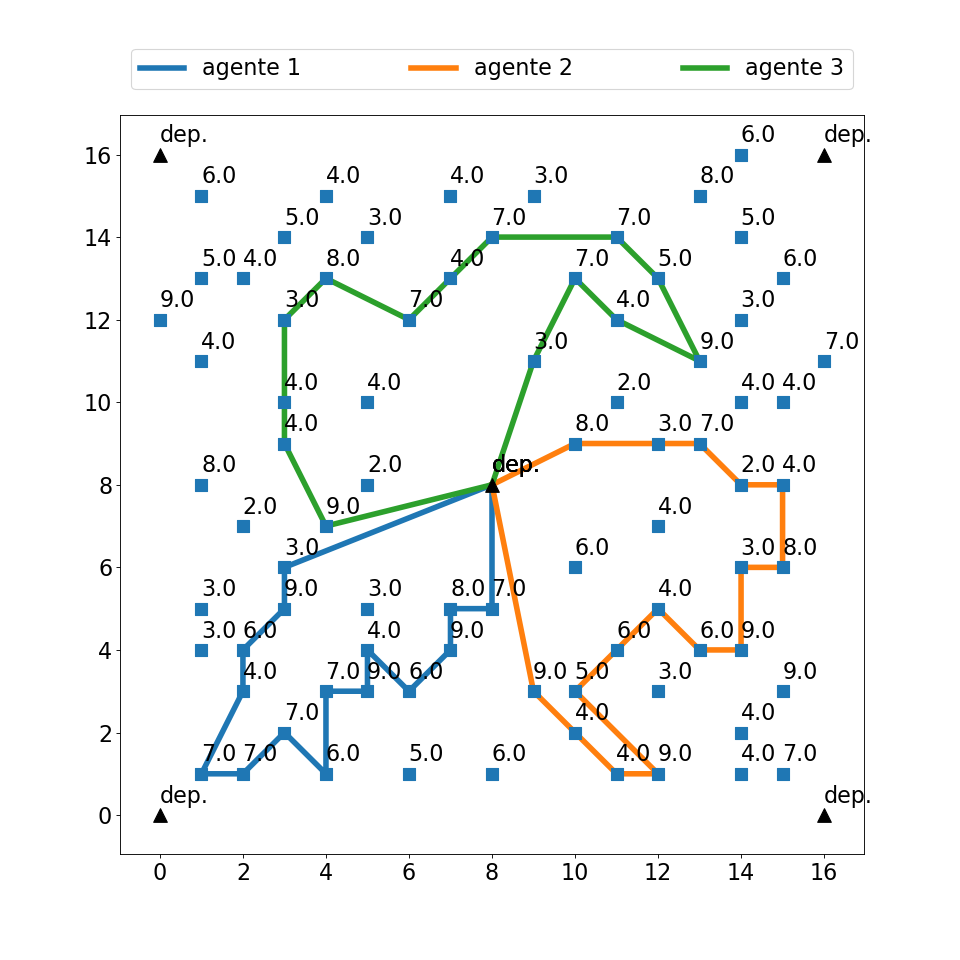 agente 1 agente 2 agente 3
6.0
dep. dep.
6.0 4.0 4.0 3.0 8.0
5.0 3.0 7.0 7.0 5.0
5.0 4.0 8.0 4.0 7.0 5.0 6.0
9.0 3.0 7.0 4.0 3.0
4.0 3.0 9.0 7.0
4.0 4.0 2.0 4.0 4.0
4.0 8.0 3.0 7.0
8.0 2.0 dep. 2.0 4.0
2.0 9.0 4.0
3.0 6.0 3.0 8.0
3.0 9.0 3.0 8.0 7.0 4.0
3.0 6.0 4.0 9.0 6.0 6.0 9.0
4.0 7.0 9.0 6.0 9.0 5.0 3.0 9.0
7.0 4.0 4.0
7.0 7.0 6.0 5.0 6.0 4.0 9.0 4.0 7.0
dep. dep.
16
14
12
10
8
6
4
2
0
0 2 4 6 8 10 12 14 16